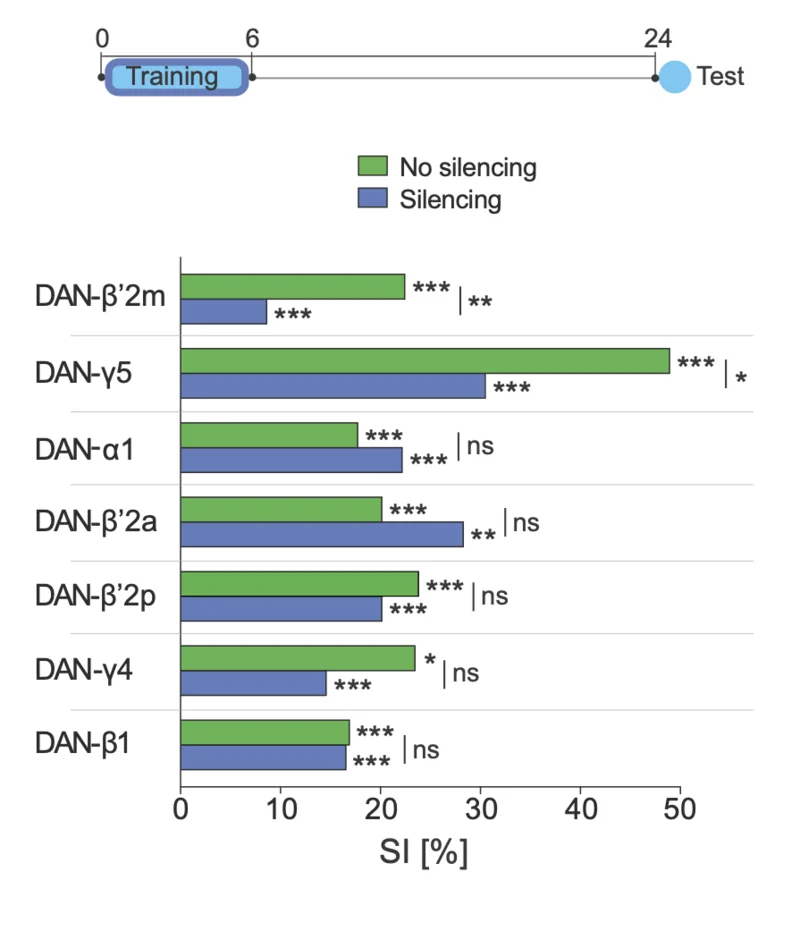 0 6 24
Training Test
No silencing
Silencing
DAN-β’2m *** *** | **
DAN-γ5 *** *** | *
DAN-α1 *** *** | ns
DAN-β’2a *** ** | ns
DAN-β’2p *** *** | ns
DAN-γ4 * *** | ns
DAN-β1 *** *** | ns
0 10 20 30 40 50
SI [%]